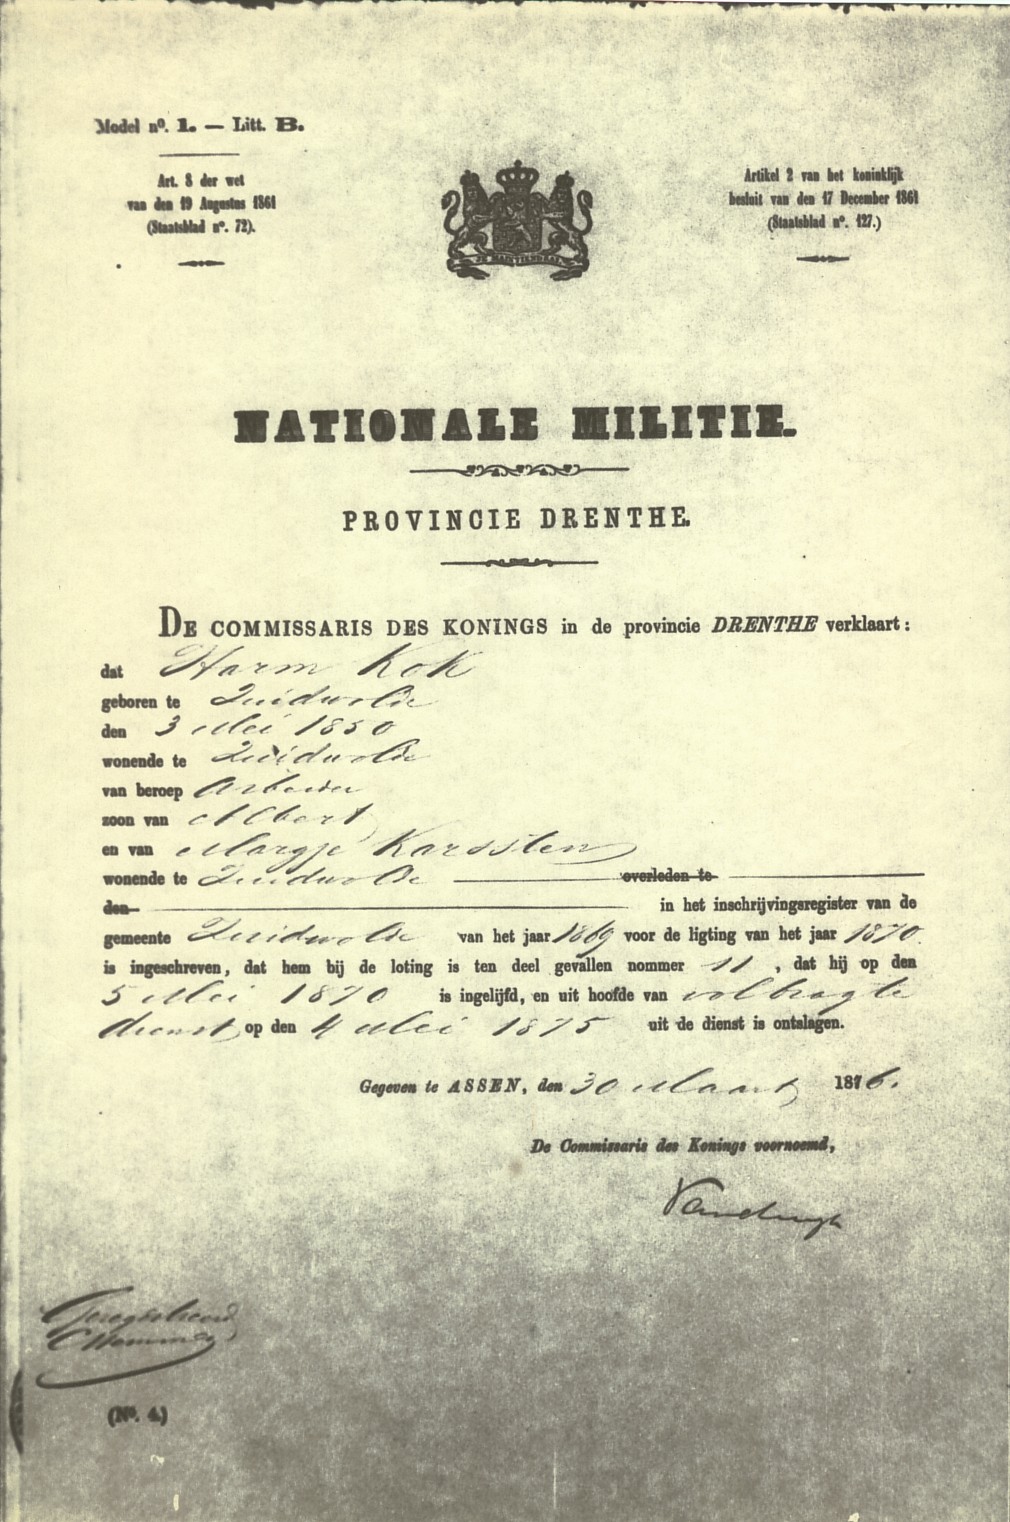 Model nº. 1. — Litt. B.
Art. 8 der wet
van den 19 Augustus 1861
(Staatsblad nº. 72).
Artikel 2 van het koninklijk
besluit van den 17 December 1861
(Staatsblad nº. 127.)
JE MAINTIENDRAI
NATIONALE MILITIE.
PROVINCIE DRENTHE.
DE COMMISSARIS DES KONINGS in de provincie DRENTHE verklaart:
dat Harm Kok
geboren te Zuidwolde
den 3 Mei 1850
wonende te Zuidwolde
van beroep Arbeider
zoon van Albert
en van Margje Karssten
wonende te Zuidwolde overleden te
den in het inschrijvingsregister van de
gemeente Zuidwolde van het jaar 1869 voor de ligting van het jaar 1870.
is ingeschreven, dat hem bij de loting is ten deel gevallen nommer 11, dat hij op den
5 Mei 1870 is ingelijfd, en uit hoofde van volbragte
dienst op den 4 Mei 1875 uit de dienst is ontslagen.
Gegeven te ASSEN, den 30 Maart 1876.
De Commissaris des Konings voornoemd,
(Nº. 4.)